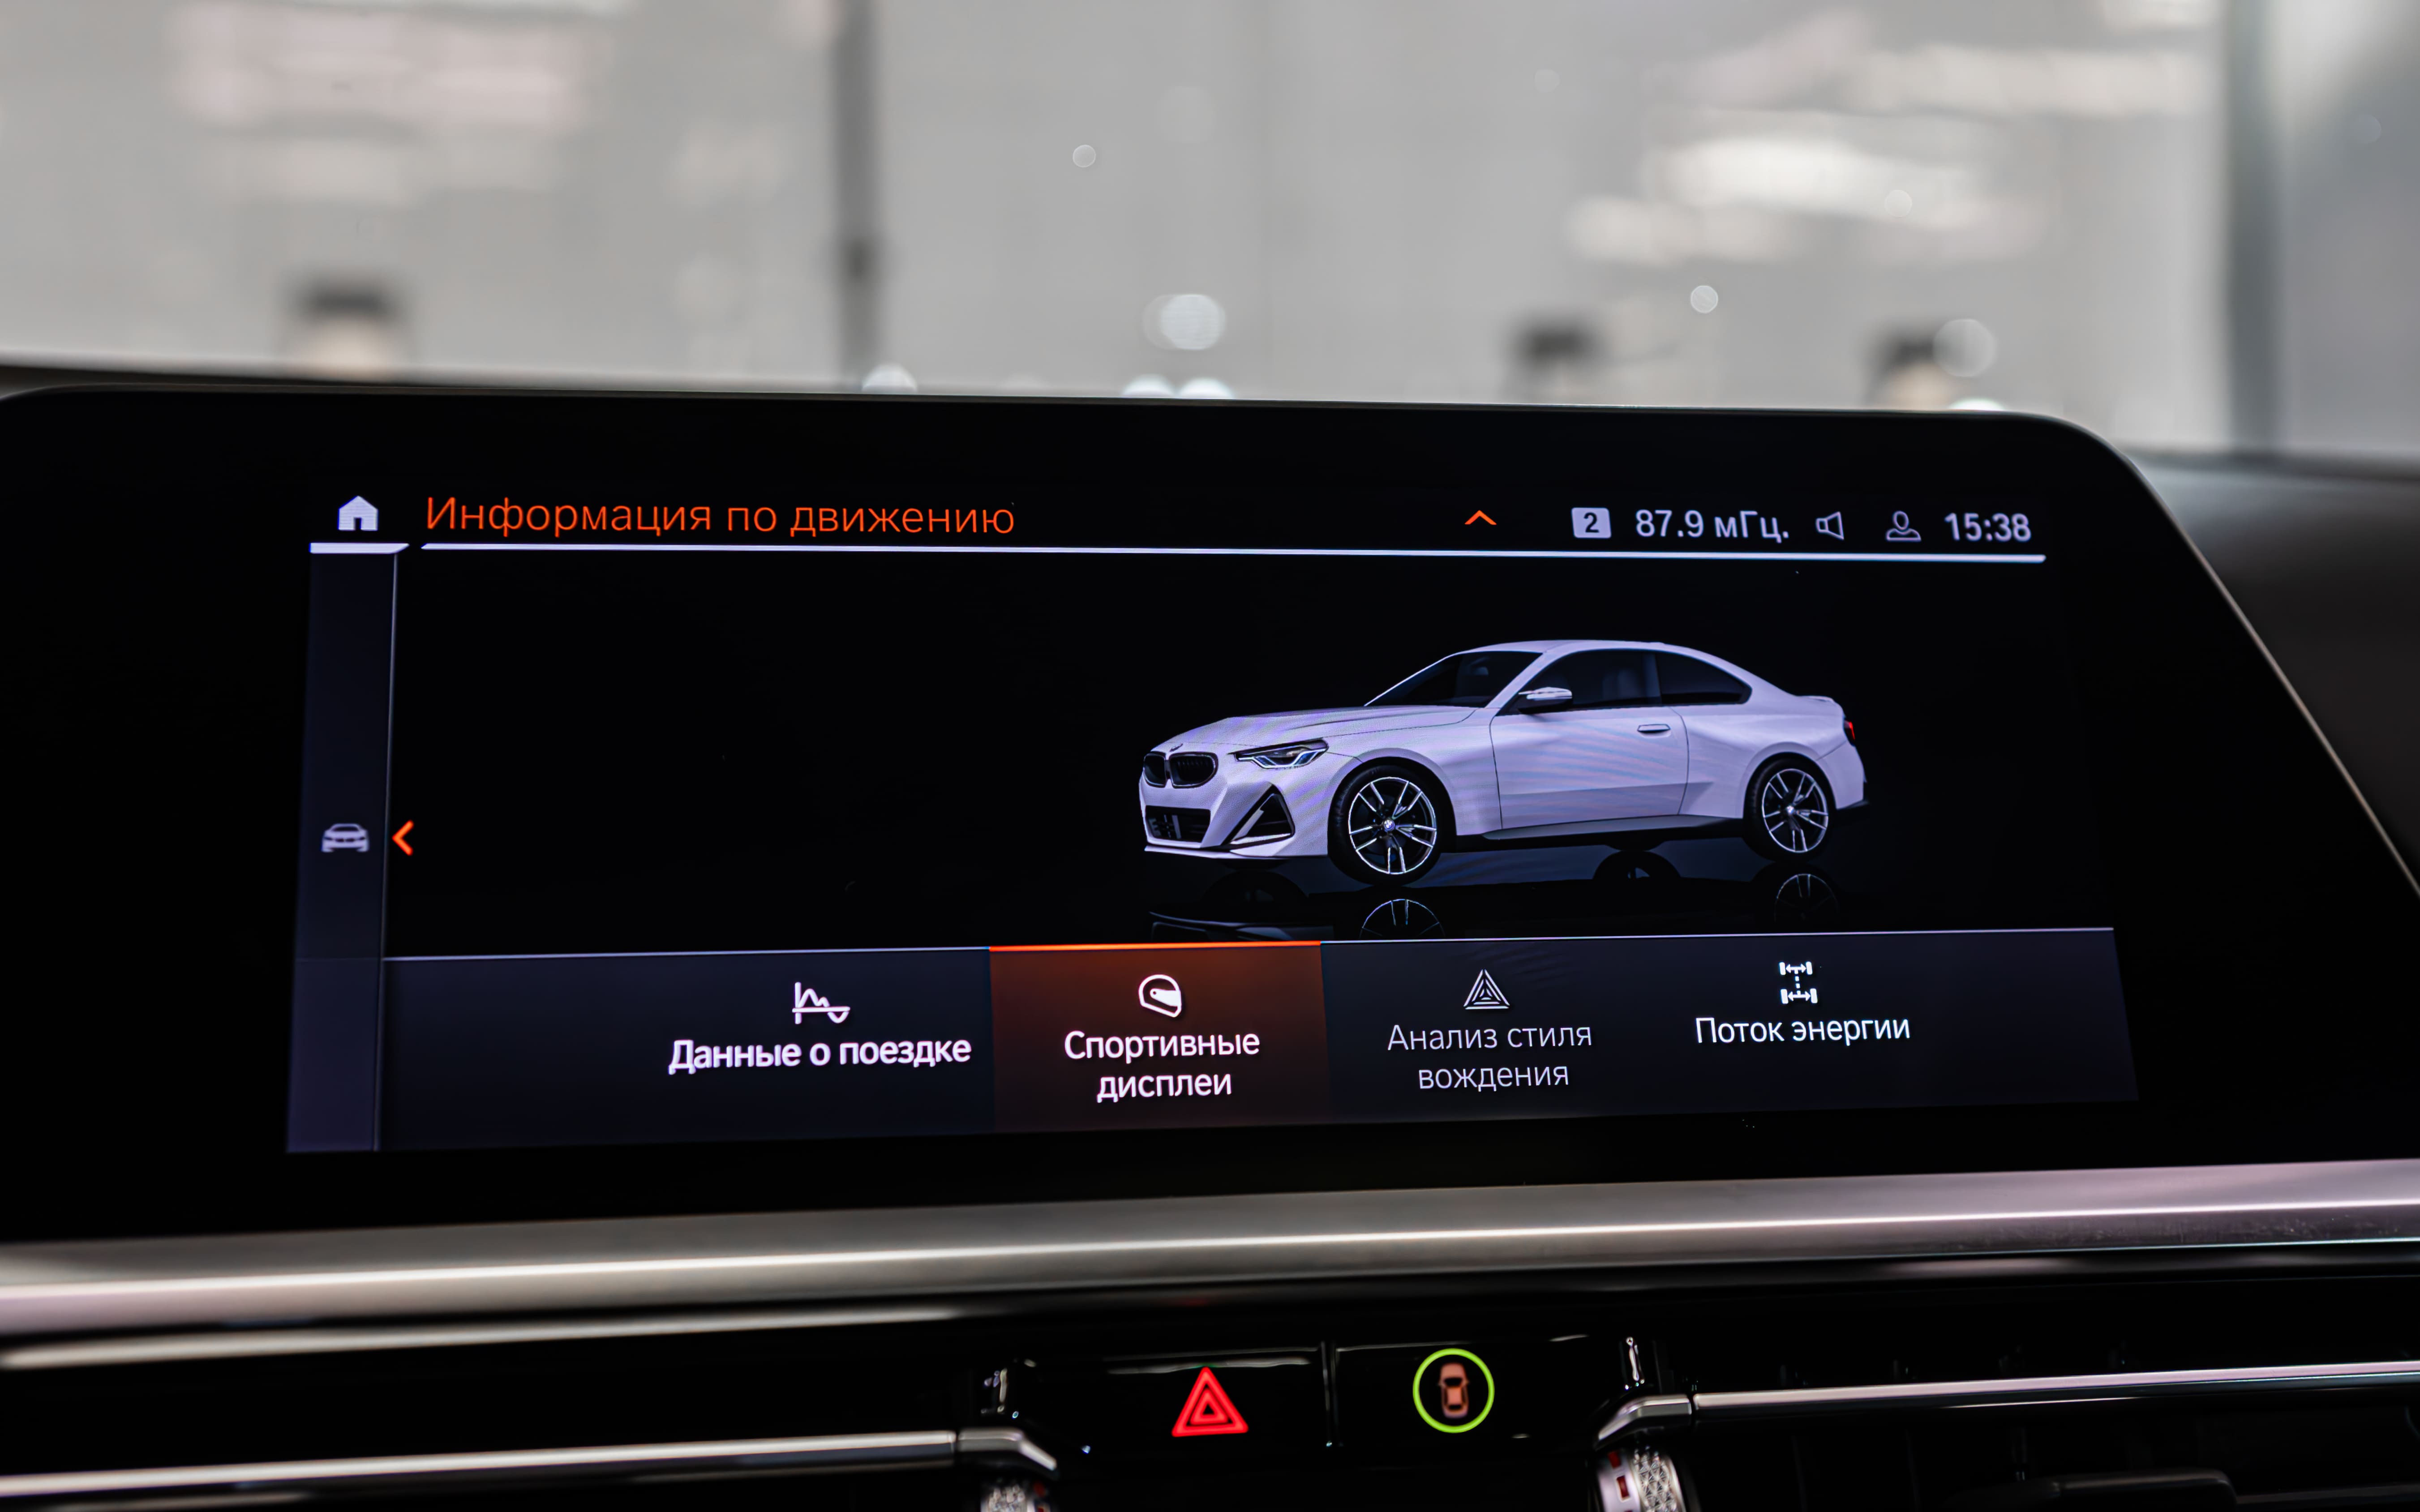 Информация по движению
2 87.9 мГц. 15:38
Данные о поездке
Спортивные
дисплеи
Анализ стиля
вождения
Поток энергии